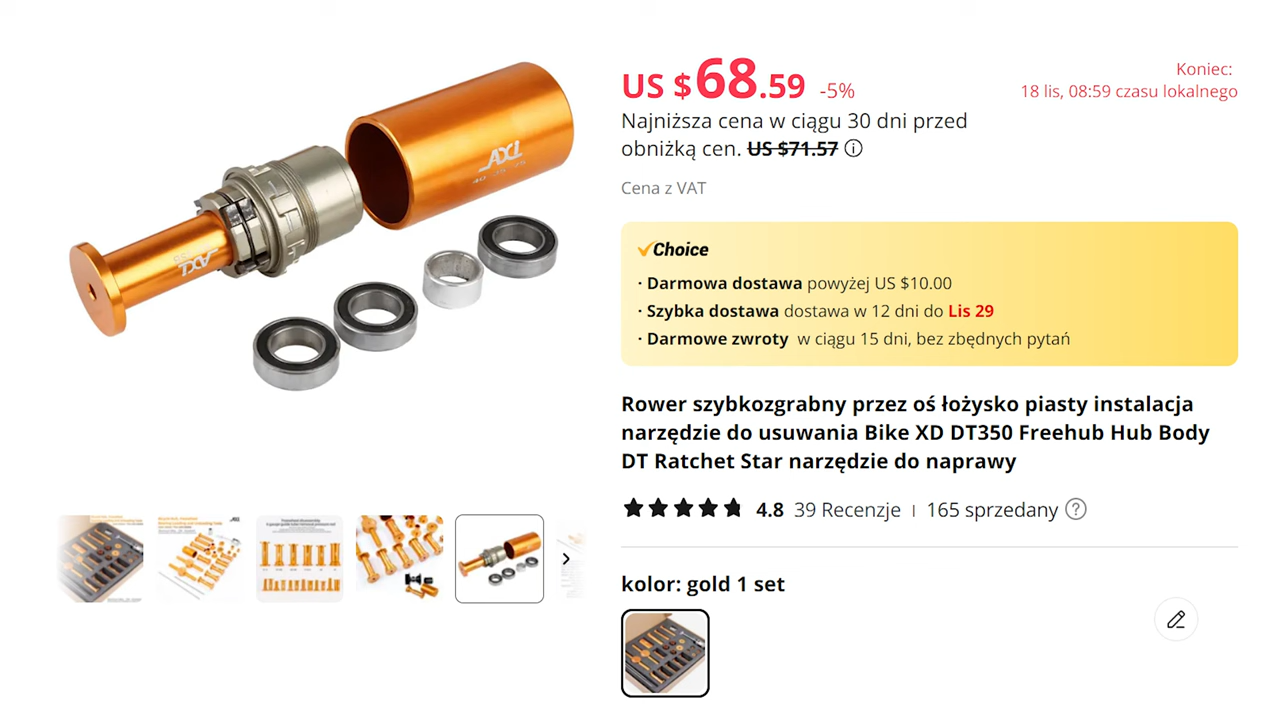 US $68.59 -5%
Koniec:
18 lis, 08:59 czasu lokalnego
Najniższa cena w ciągu 30 dni przed
obniżką cen. US $71.57
Cena z VAT
Choice
· Darmowa dostawa powyżej US $10.00
· Szybka dostawa dostawa w 12 dni do Lis 29
· Darmowe zwroty w ciągu 15 dni, bez zbędnych pytań
Rower szybkozgrabny przez oś łożysko piasty instalacja
narzędzie do usuwania Bike XD DT350 Freehub Hub Body
DT Ratchet Star narzędzie do naprawy
4.8 39 Recenzje | 165 sprzedany
kolor: gold 1 set
AXL
AXL